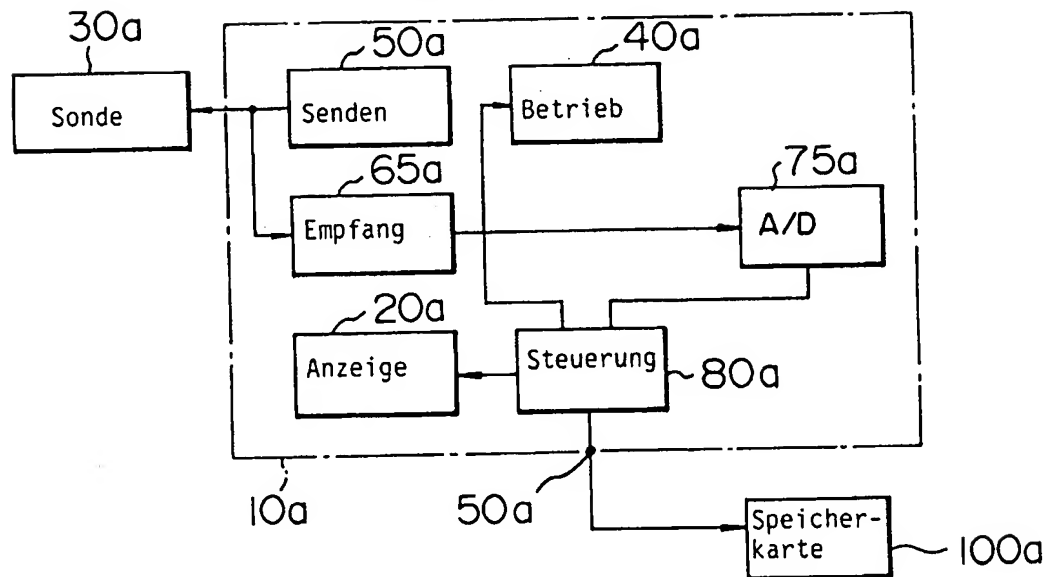 30a
50a
40a
Sonde
Senden
Betrieb
65a
75a
Empfang
A/D
20a
Anzeige
Steuerung
80a
10a
50a
Speicher-
karte
100a